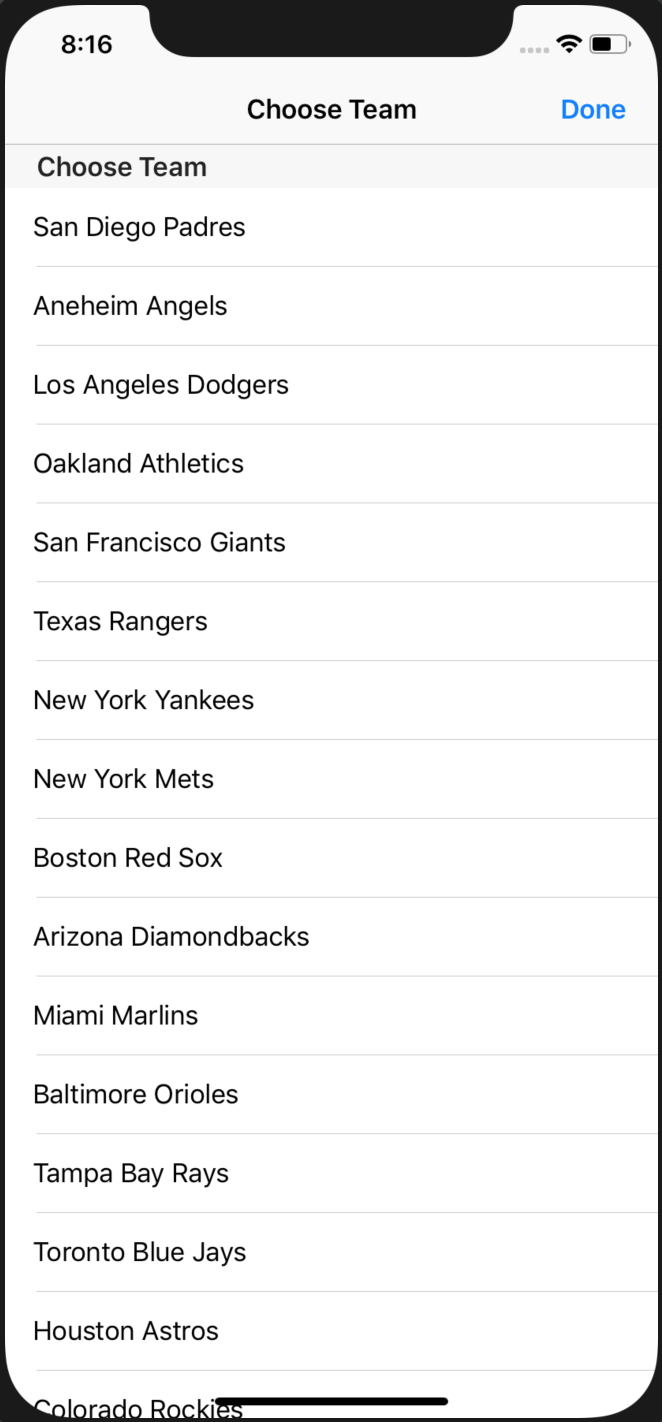 8:16
Choose Team
Done
Choose Team
San Diego Padres
Aneheim Angels
Los Angeles Dodgers
Oakland Athletics
San Francisco Giants
Texas Rangers
New York Yankees
New York Mets
Boston Red Sox
Arizona Diamondbacks
Miami Marlins
Baltimore Orioles
Tampa Bay Rays
Toronto Blue Jays
Houston Astros
Colorado Rockies